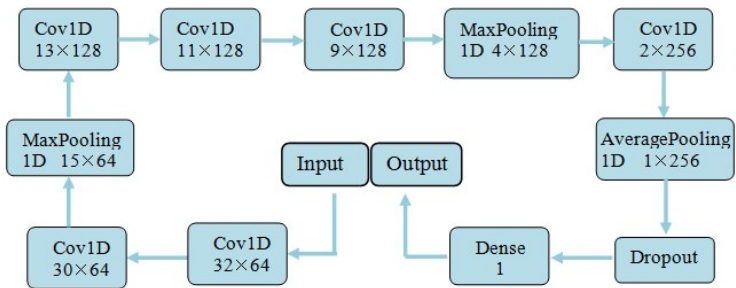 Cov1D
13×128
Cov1D
11×128
Cov1D
9×128
MaxPooling
1D 4×128
Cov1D
2×256
MaxPooling
1D 15×64
Input
Output
AveragePooling
1D 1×256
Cov1D
30×64
Cov1D
32×64
Dense
1
Dropout